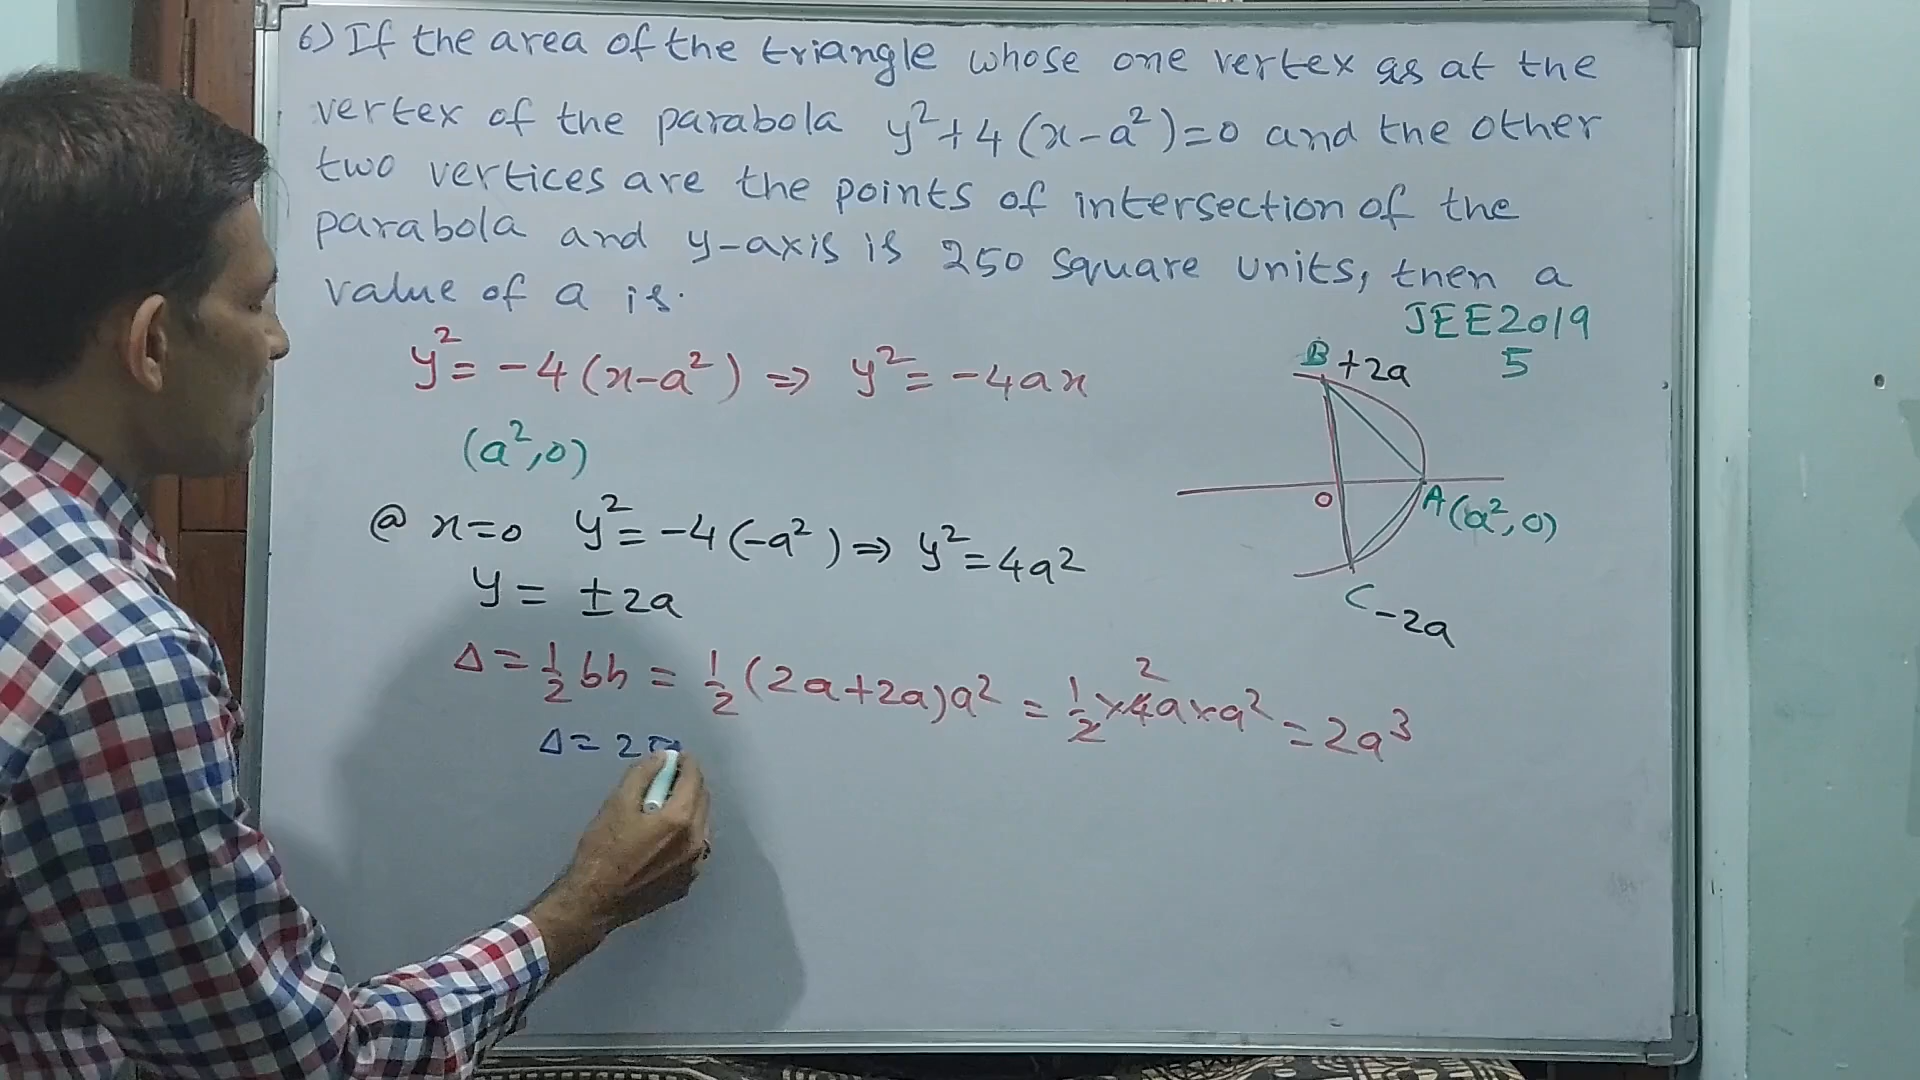 6) If the area of the triangle whose one vertex as at the
vertex of the parabola y²+4(x-a²)=0 and the other
two vertices are the points of intersection of the
parabola and y-axis is 250 square units, then a
value of a is.
JEE2019
5
y² = -4(x-a²) ⇒ y² = -4ax
(a²,0)
B +2a
O
A(a²,0)
C -2a
@ x=0 y² = -4(-a²) ⇒ y² = 4a²
y = ±2a
Δ = 1/2 bh = 1/2 (2a+2a)a² = 1/2 × 4a × a² = 2a³
2
Δ = 25